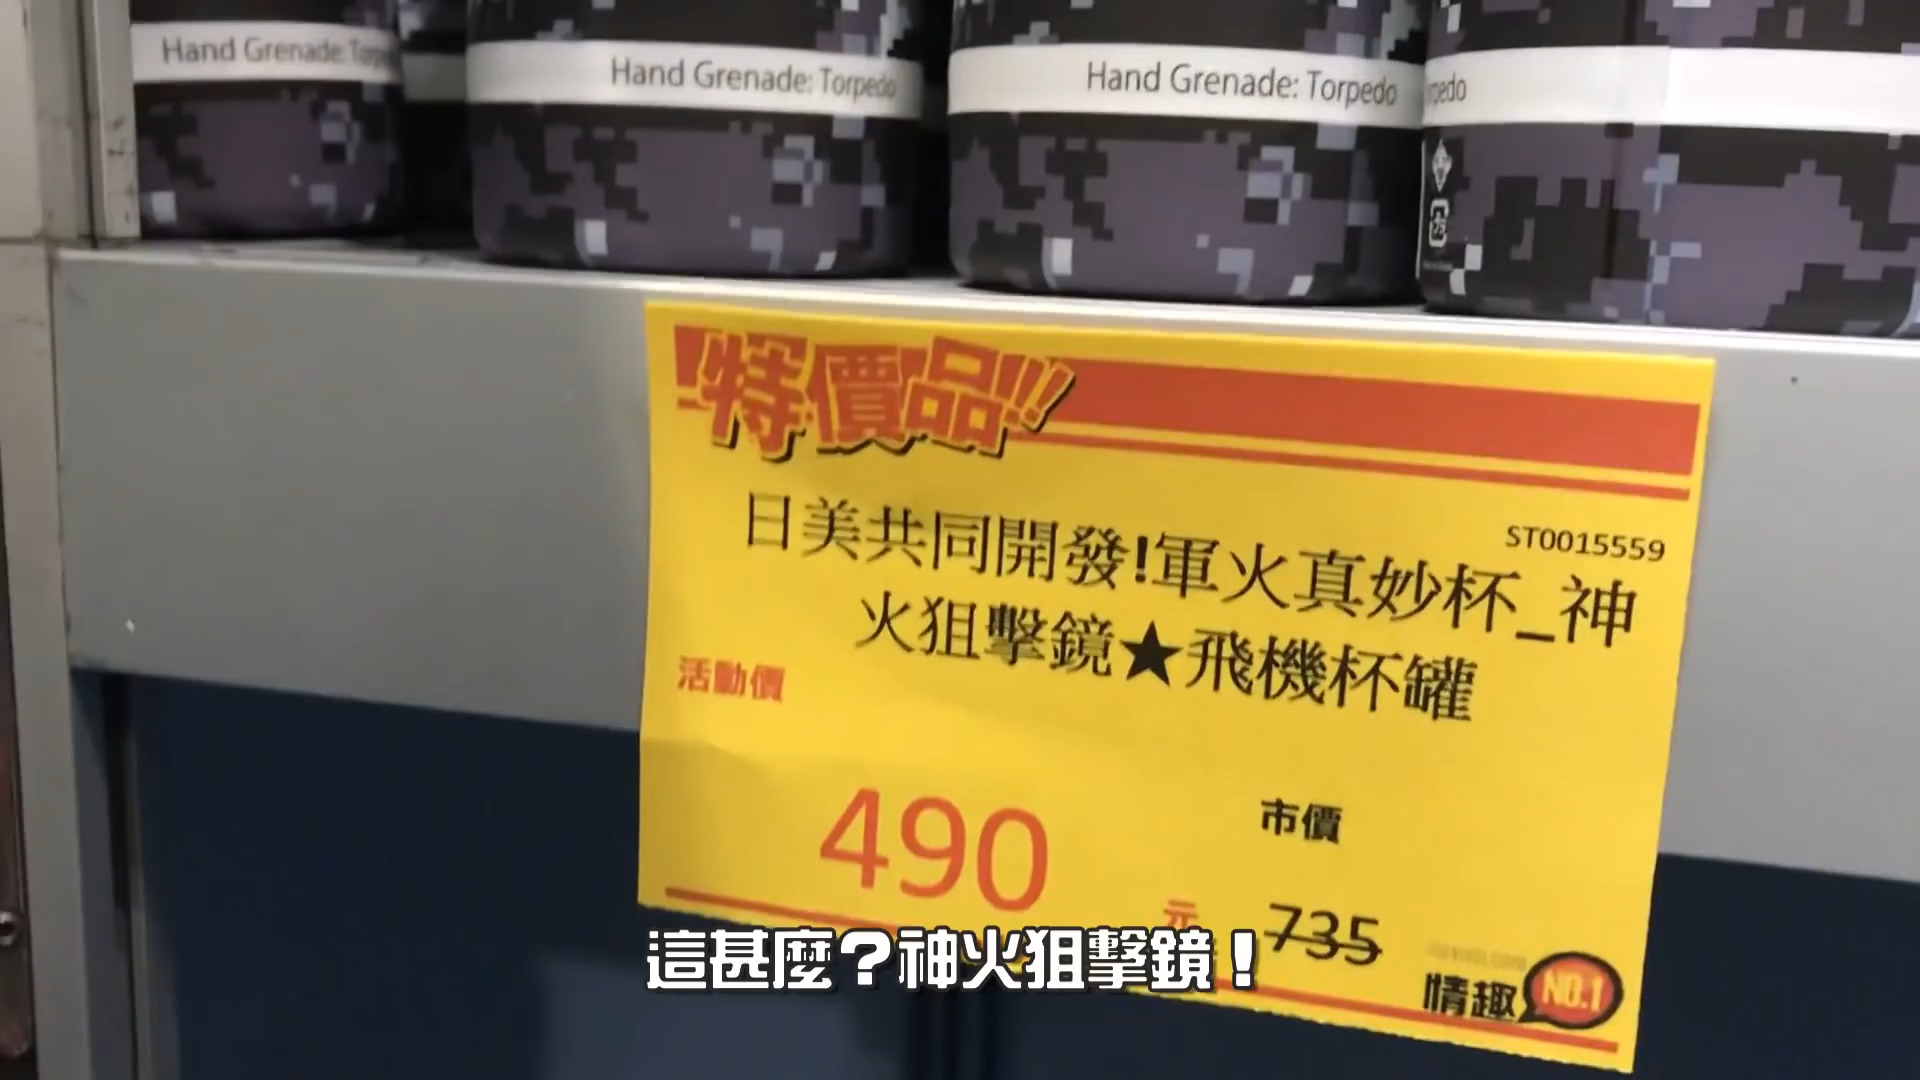 Hand Grenade: Torpedo
Hand Grenade: Torpedo
Hand Grenade: Torpedo
rpedo
特價品!!!
ST0015559
日美共同開發!軍火真妙杯_神
火狙擊鏡★飛機杯罐
活動價
市價
490
元
735
情趣 NO.1
這甚麼？神火狙擊鏡！